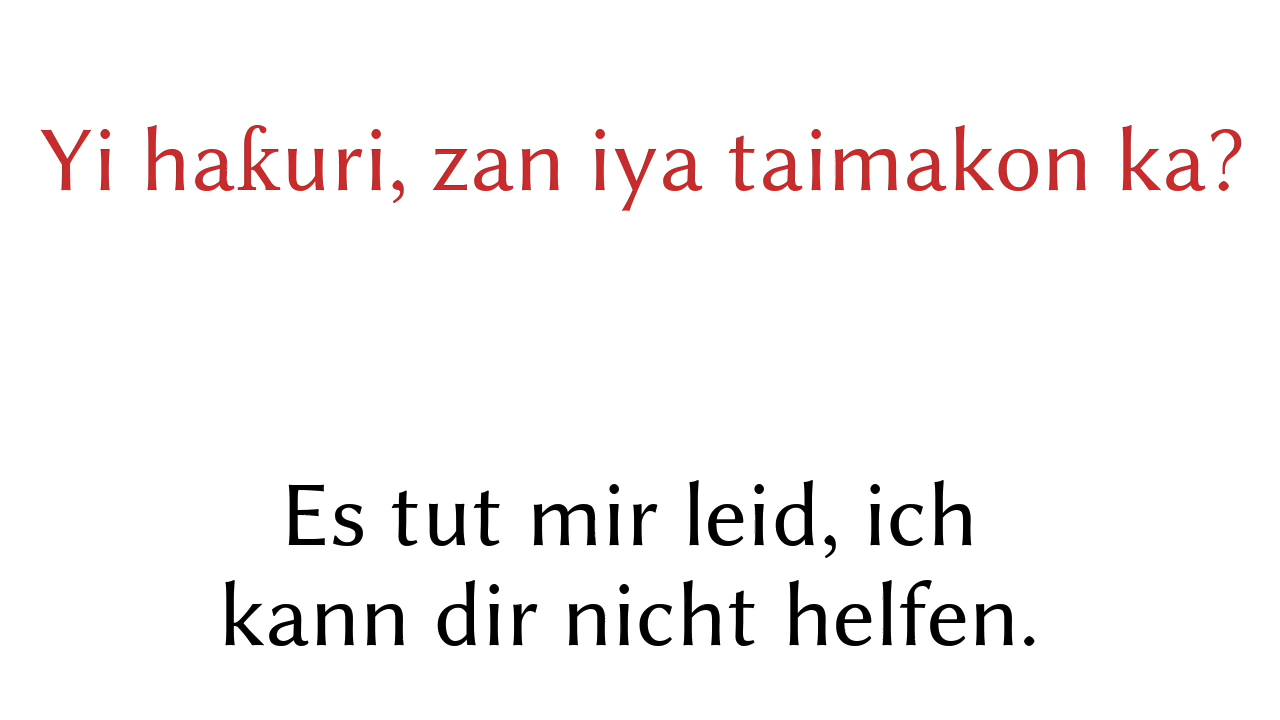 Yi haƙuri, zan iya taimakon ka?
Es tut mir leid, ich
kann dir nicht helfen.